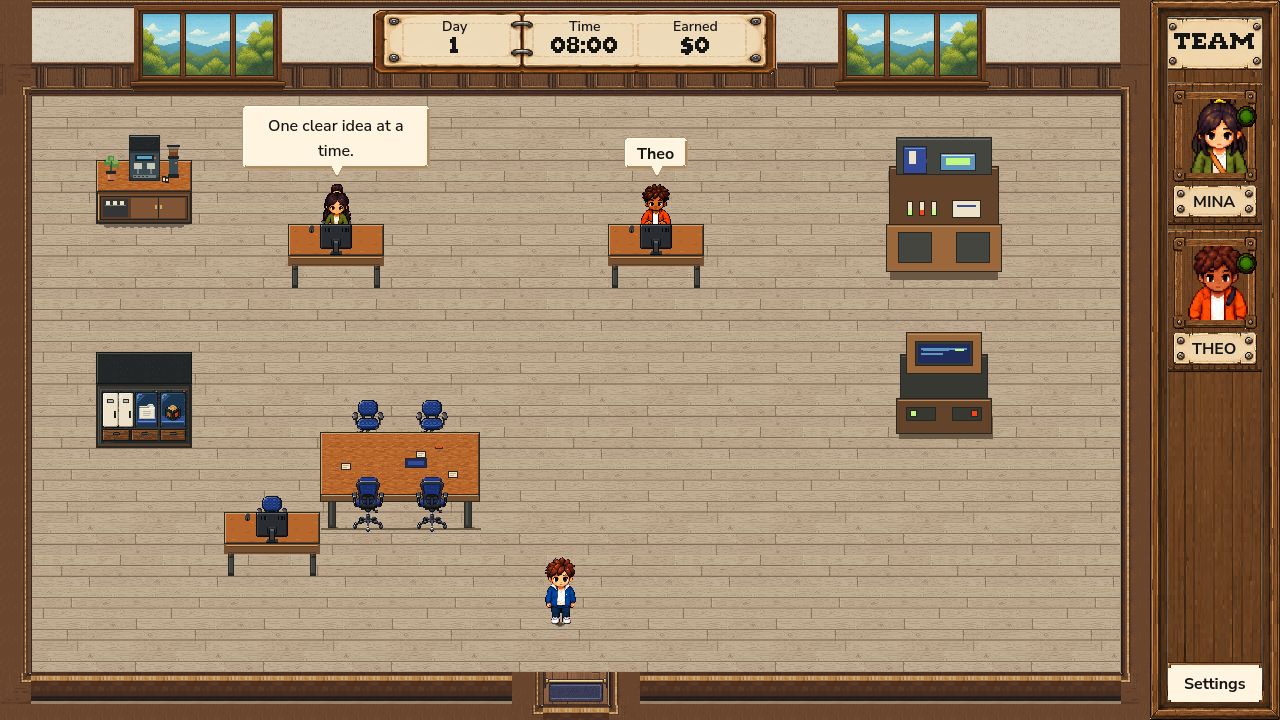 Day
1
Time
08:00
Earned
$0
TEAM
One clear idea at a
time.
Theo
MINA
THEO
Settings